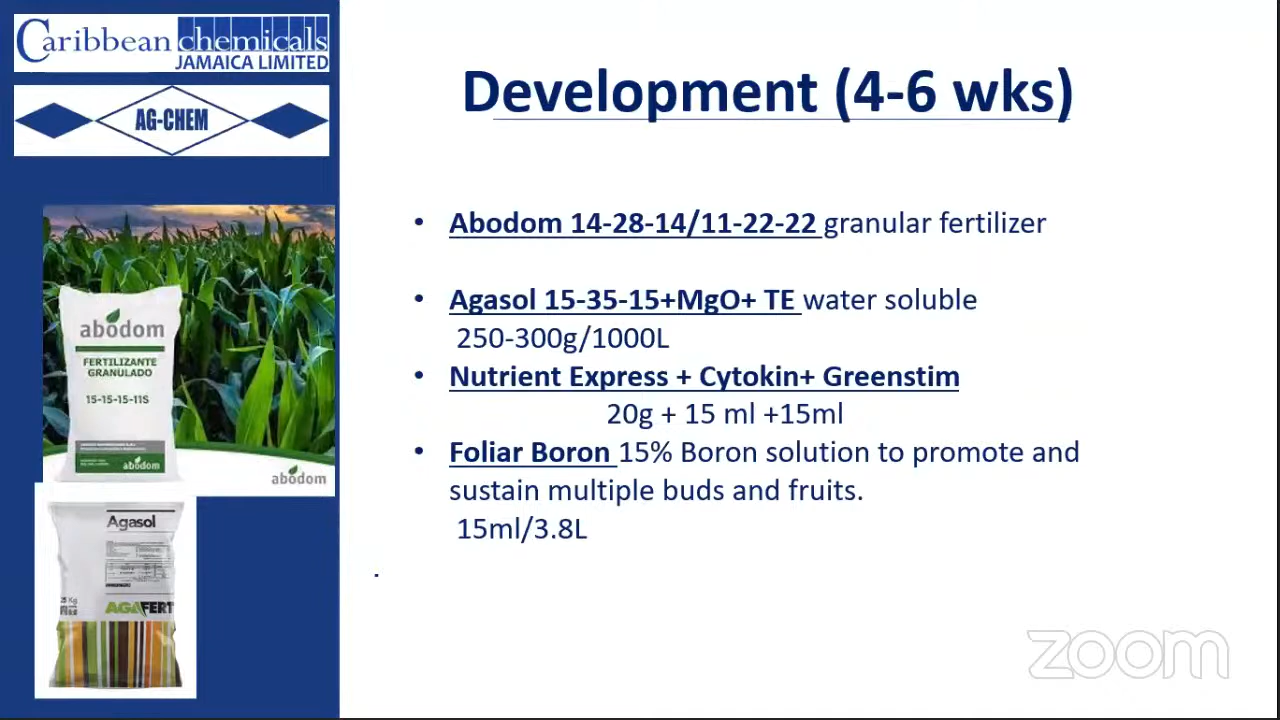 Caribbean chemicals
JAMAICA LIMITED
AG-CHEM
Development (4-6 wks)
• Abodom 14-28-14/11-22-22 granular fertilizer
• Agasol 15-35-15+MgO+ TE water soluble
250-300g/1000L
• Nutrient Express + Cytokin+ Greenstim
20g + 15 ml +15ml
• Foliar Boron 15% Boron solution to promote and
sustain multiple buds and fruits.
15ml/3.8L
.
abodom
FERTILIZANTE
GRANULADO
15-15-15-11S
abodom
abodom
Agasol
AGAFERT
zoom